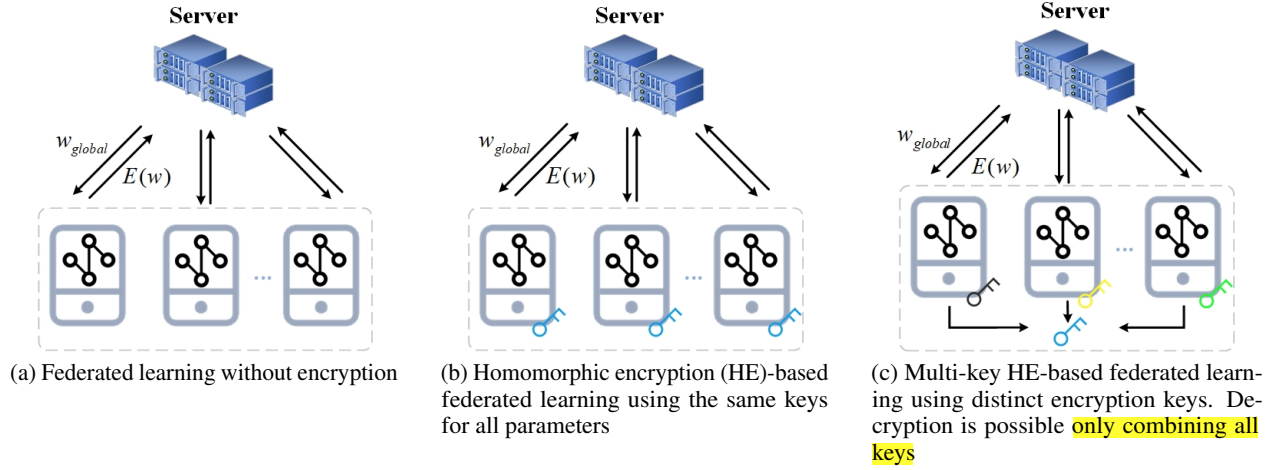 Server
w_global
E(w)
...
(a) Federated learning without encryption
Server
w_global
E(w)
...
(b) Homomorphic encryption (HE)-based
federated learning using the same keys
for all parameters
Server
w_global
E(w)
...
(c) Multi-key HE-based federated learn-
ing using distinct encryption keys. De-
cryption is possible only combining all
keys